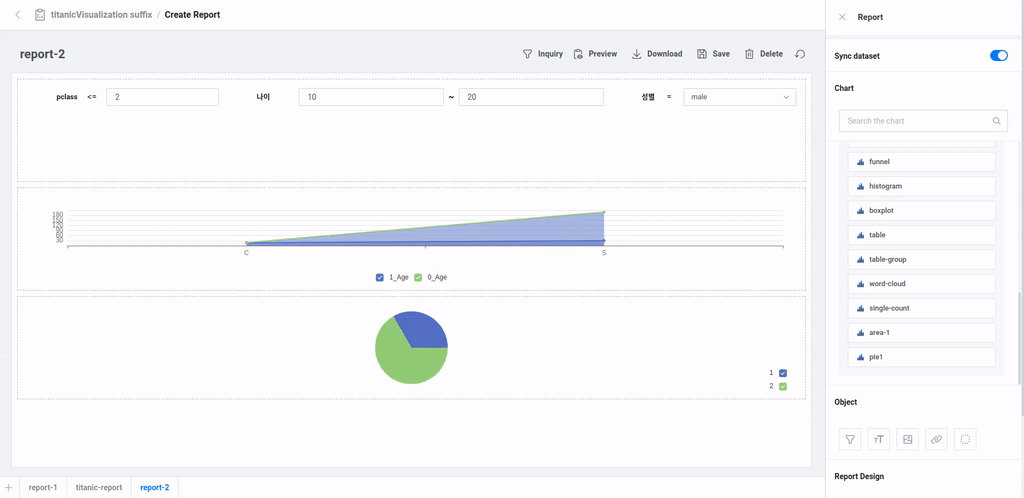 titanicVisualization suffix / Create Report
Report
report-2
Inquiry Preview Download Save Delete
Sync dataset
Chart
Search the chart
pclass <= 2 나이 10 ~ 20 성별 = male
funnel
histogram
boxplot
table
table-group
word-cloud
single-count
area-1
pie1
180
150
120
90
60
30
C S
1_Age 0_Age
1
2
Object
Report Design
report-1 titanic-report report-2